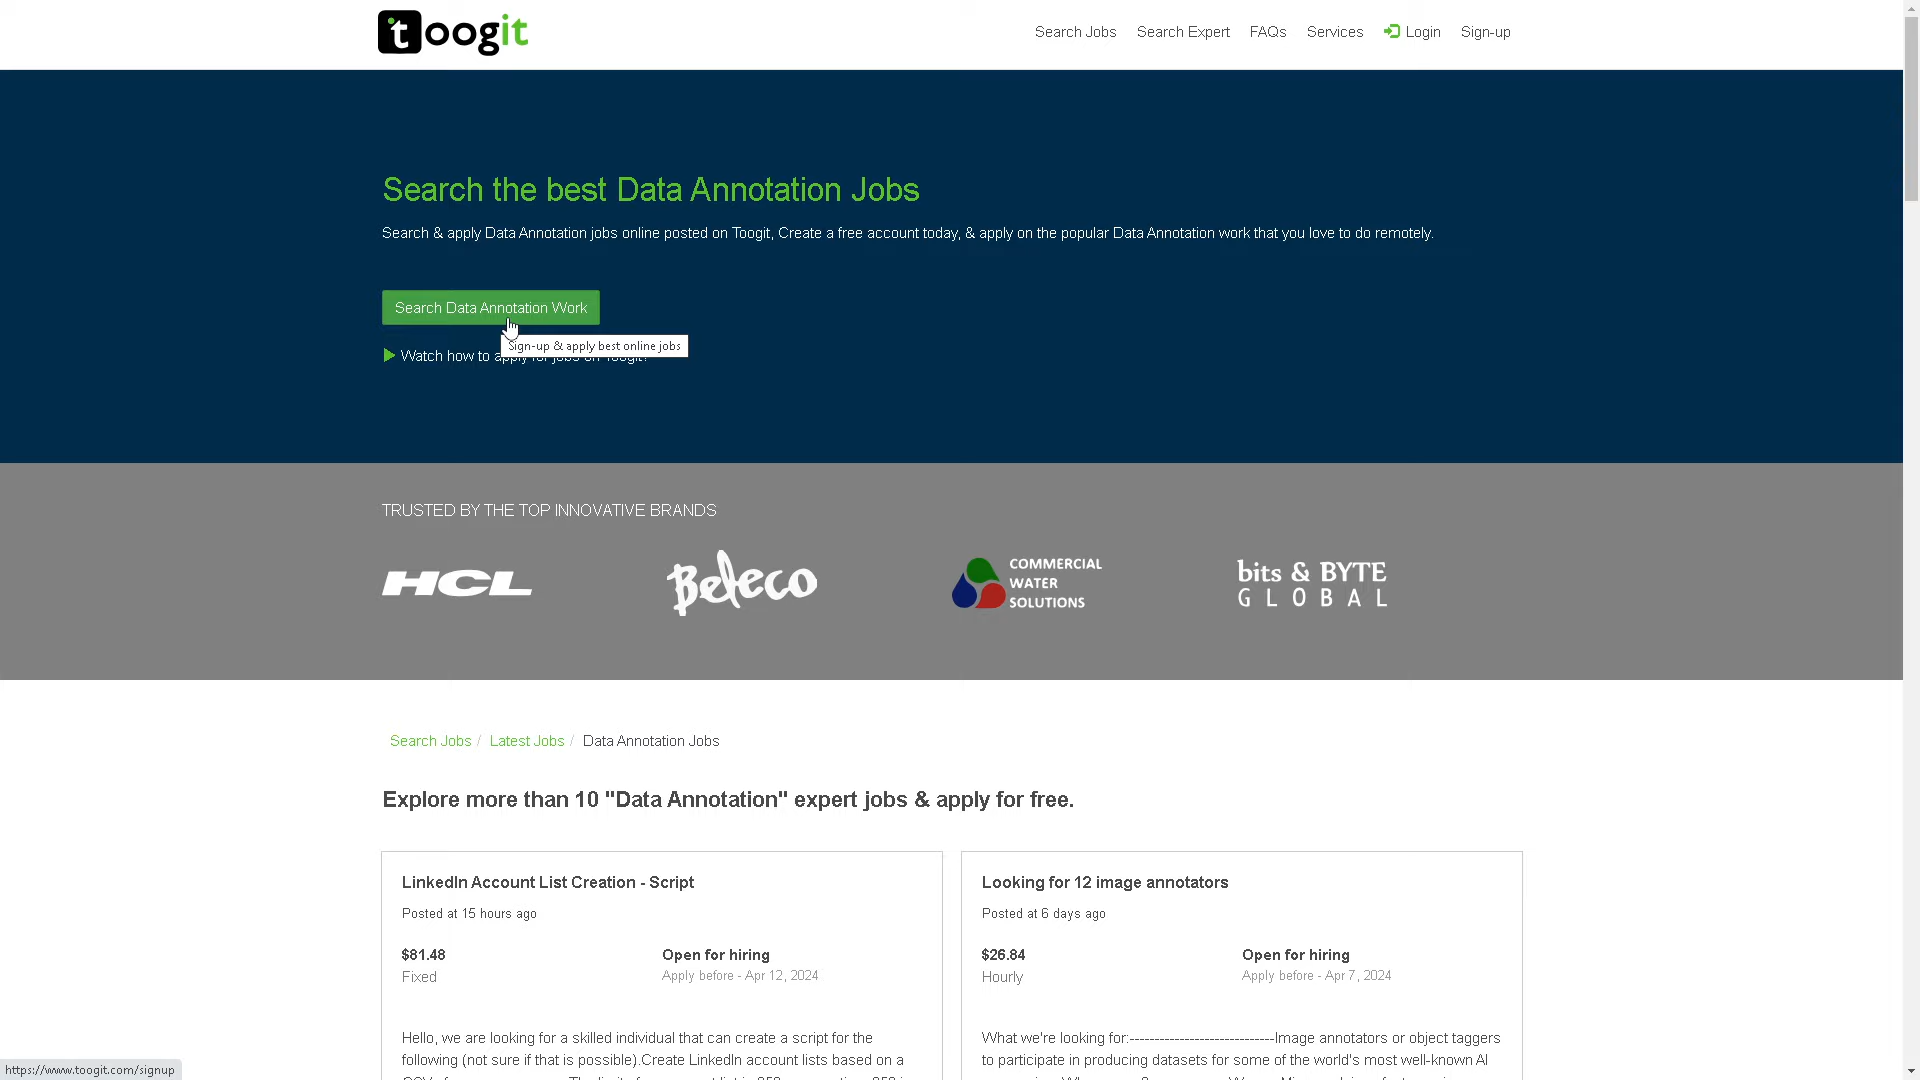 toogit
Search Jobs Search Expert FAQs Services Login Sign-up
Search the best Data Annotation Jobs
Search & apply Data Annotation jobs online posted on Toogit, Create a free account today, & apply on the popular Data Annotation work that you love to do remotely.
Search Data Annotation Work
Sign-up & apply best online jobs
Watch how to apply for jobs on Toogit?
TRUSTED BY THE TOP INNOVATIVE BRANDS
HCL
Beleco
COMMERCIAL
WATER
SOLUTIONS
bits & BYTE
GLOBAL
Search Jobs / Latest Jobs / Data Annotation Jobs
Explore more than 10 "Data Annotation" expert jobs & apply for free.
LinkedIn Account List Creation - Script
Posted at 15 hours ago
$81.48 Open for hiring
Fixed Apply before - Apr 12, 2024
Hello, we are looking for a skilled individual that can create a script for the
following (not sure if that is possible).Create LinkedIn account lists based on a
Looking for 12 image annotators
Posted at 6 days ago
$26.84 Open for hiring
Hourly Apply before - Apr 7, 2024
What we're looking for:-----------------------------Image annotators or object taggers
to participate in producing datasets for some of the world's most well-known AI
https://www.toogit.com/signup